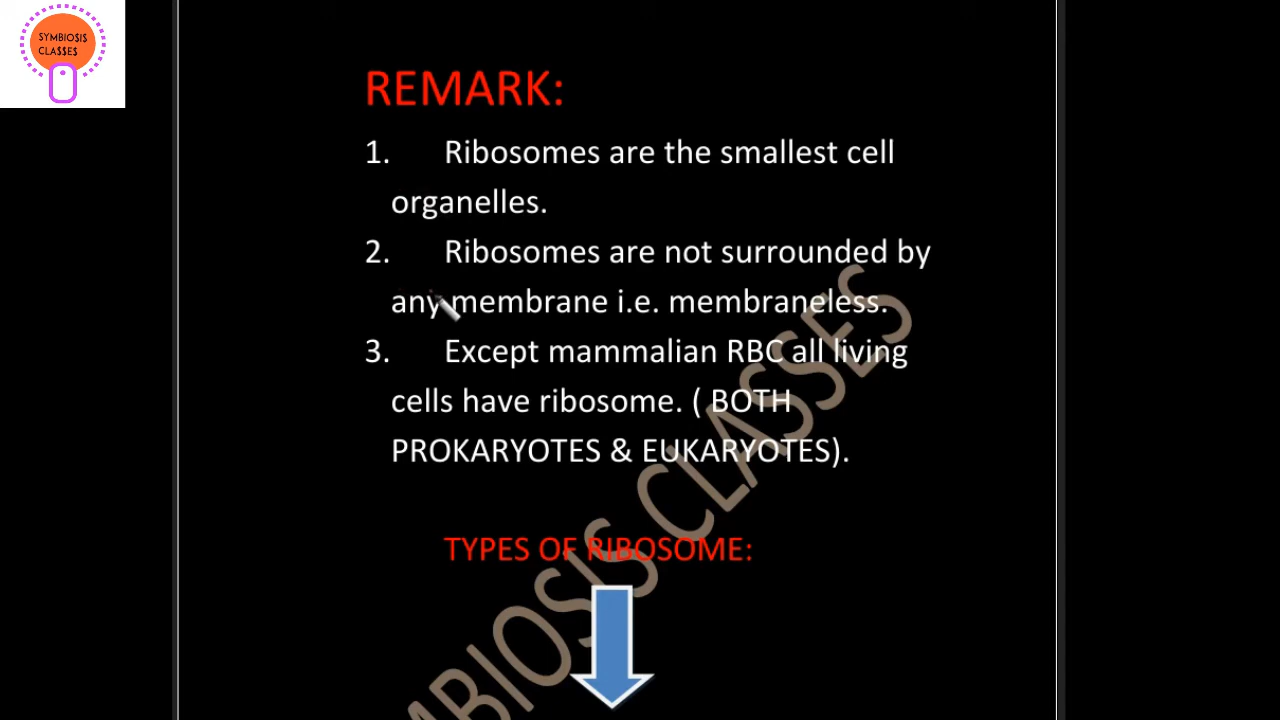 SYMBIOSIS
CLASSES
REMARK:
1. Ribosomes are the smallest cell
organelles.
2. Ribosomes are not surrounded by
any membrane i.e. membraneless.
3. Except mammalian RBC all living
cells have ribosome. ( BOTH
PROKARYOTES & EUKARYOTES).
TYPES OF RIBOSOME:
MBIOSIS CLASSES